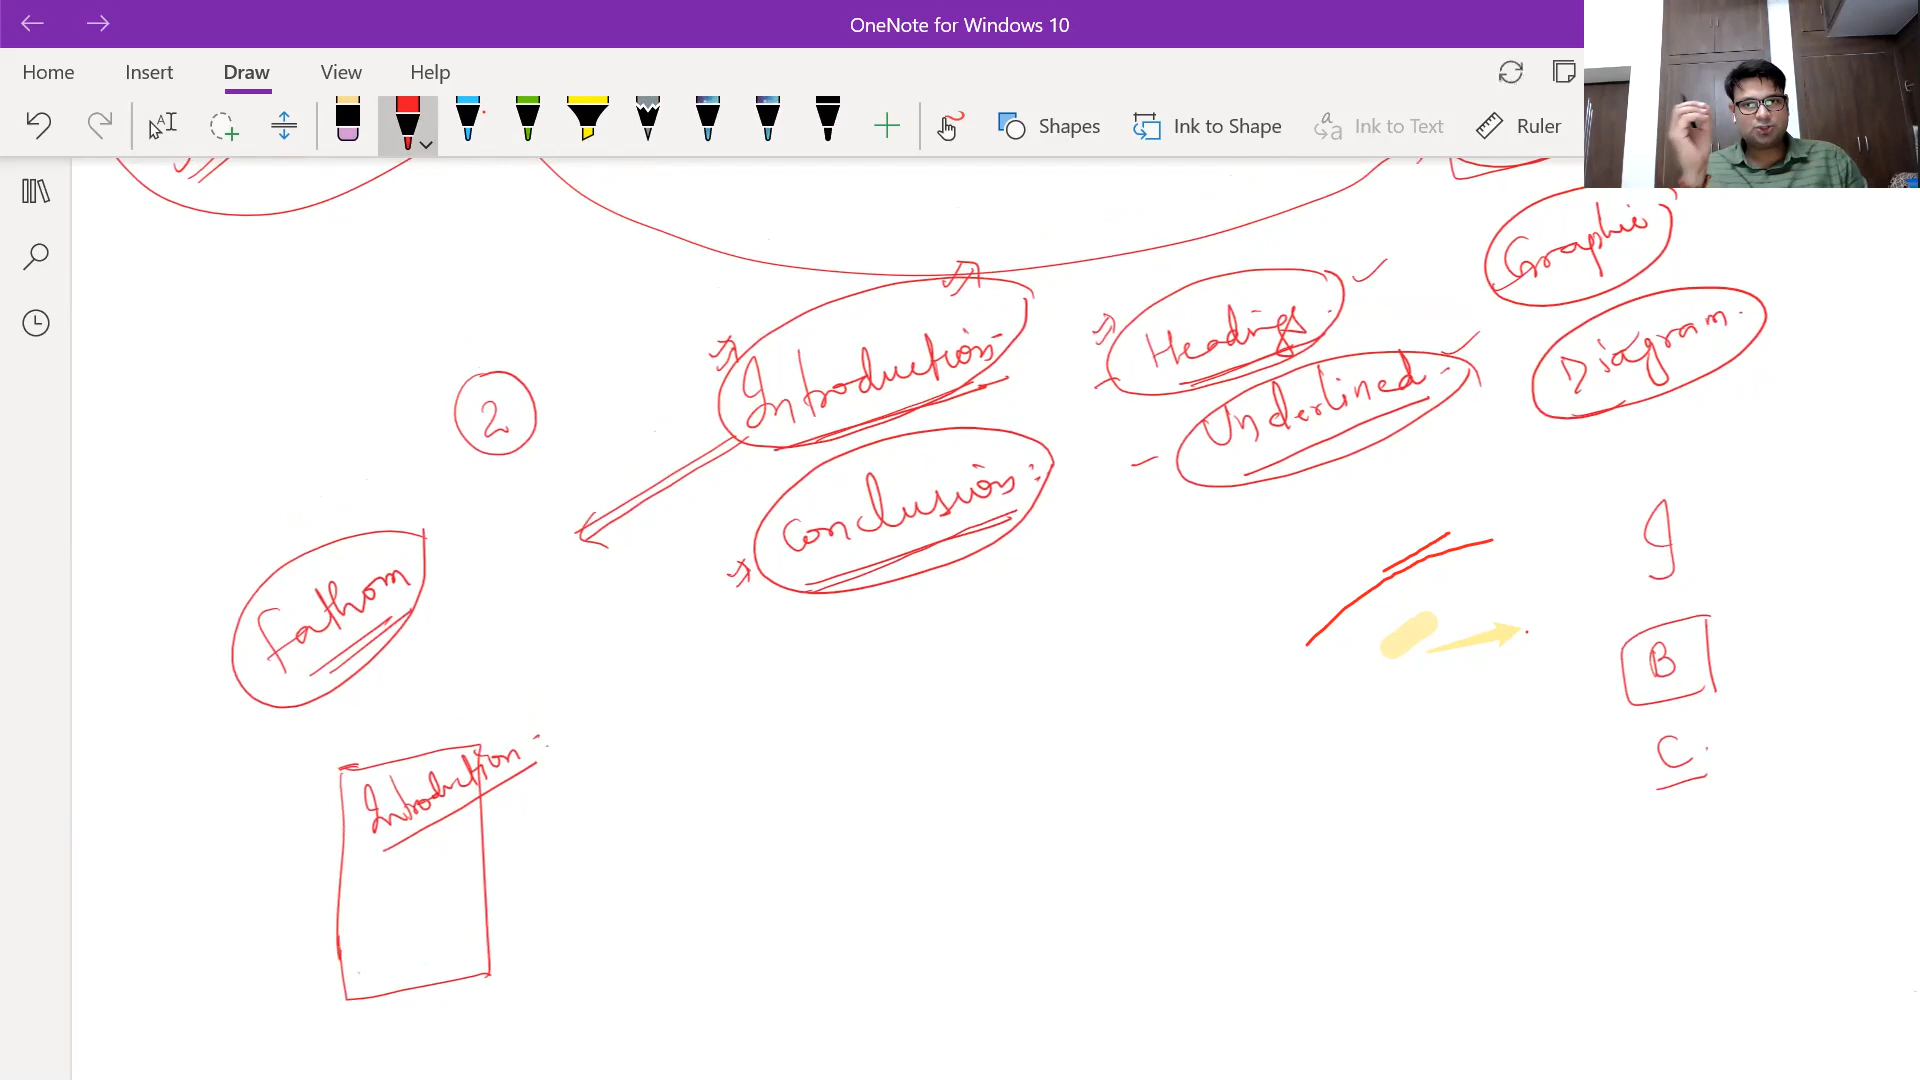 OneNote for Windows 10
Home Insert Draw View Help
Shapes Ink to Shape Ink to Text Ruler
Graphic
Introduction:
Headings.
Diagram.
2
Underlined.
Conclusion:
I
Fathom
B
C.
Introduction: